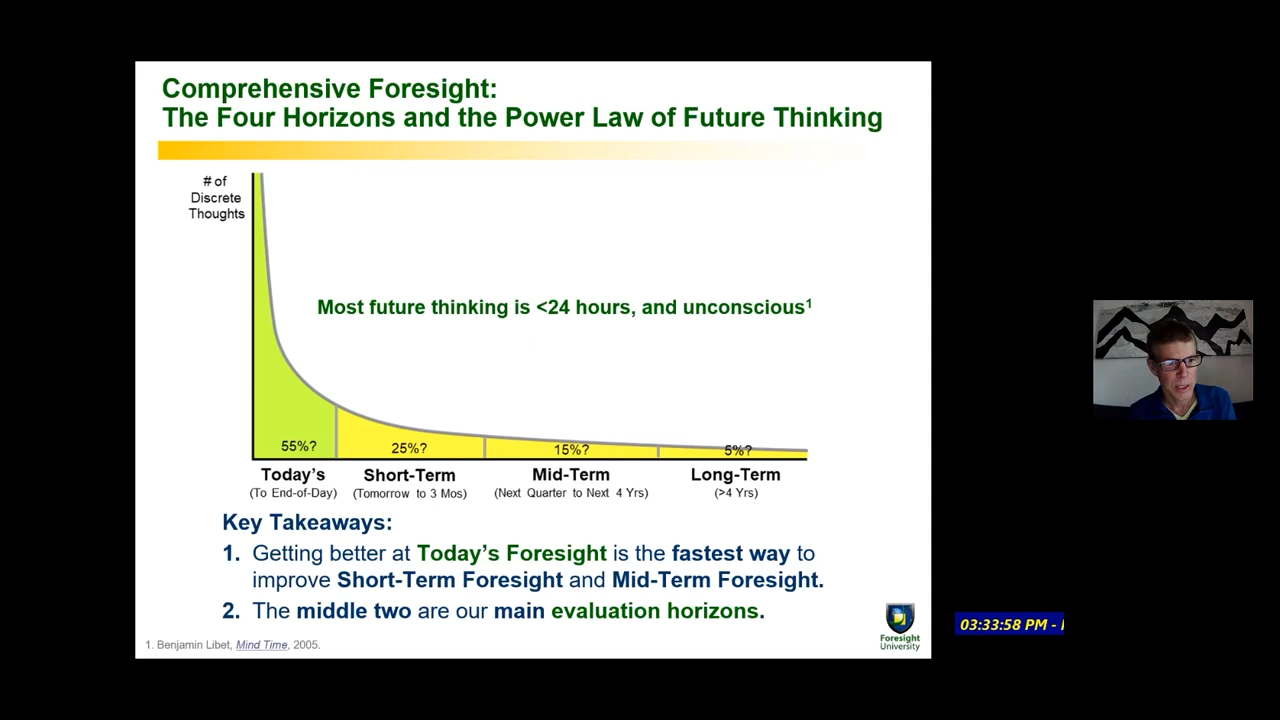 Comprehensive Foresight:
The Four Horizons and the Power Law of Future Thinking
# of
Discrete
Thoughts
Most future thinking is <24 hours, and unconscious¹
55%?
25%?
15%?
5%?
Today's
Short-Term
Mid-Term
Long-Term
(To End-of-Day)
(Tomorrow to 3 Mos)
(Next Quarter to Next 4 Yrs)
(>4 Yrs)
Key Takeaways:
1. Getting better at Today's Foresight is the fastest way to
improve Short-Term Foresight and Mid-Term Foresight.
2. The middle two are our main evaluation horizons.
1. Benjamin Libet, Mind Time, 2005.
Foresight
University
03:33:58 PM -